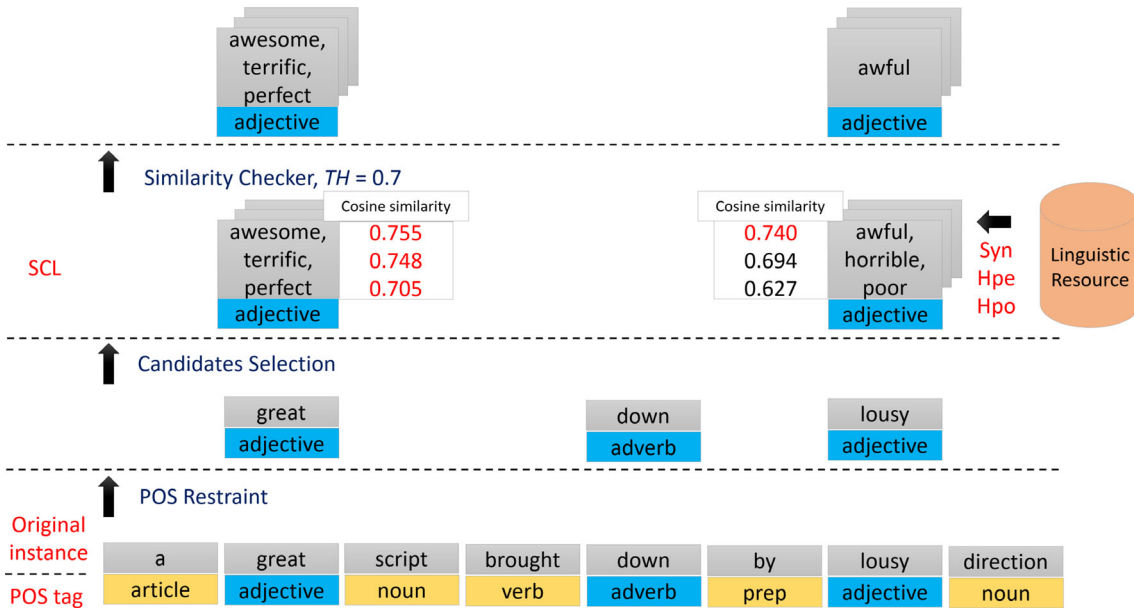 awesome,
terrific,
perfect
adjective
awful
adjective
Similarity Checker, TH = 0.7
SCL
awesome,
terrific,
perfect
adjective
Cosine similarity
0.755
0.748
0.705
Cosine similarity
0.740
0.694
0.627
awful,
horrible,
poor
adjective
Syn
Hpe
Hpo
Linguistic
Resource
Candidates Selection
great
adjective
down
adverb
lousy
adjective
POS Restraint
Original
instance
a
great
script
brought
down
by
lousy
direction
POS tag
article
adjective
noun
verb
adverb
prep
adjective
noun